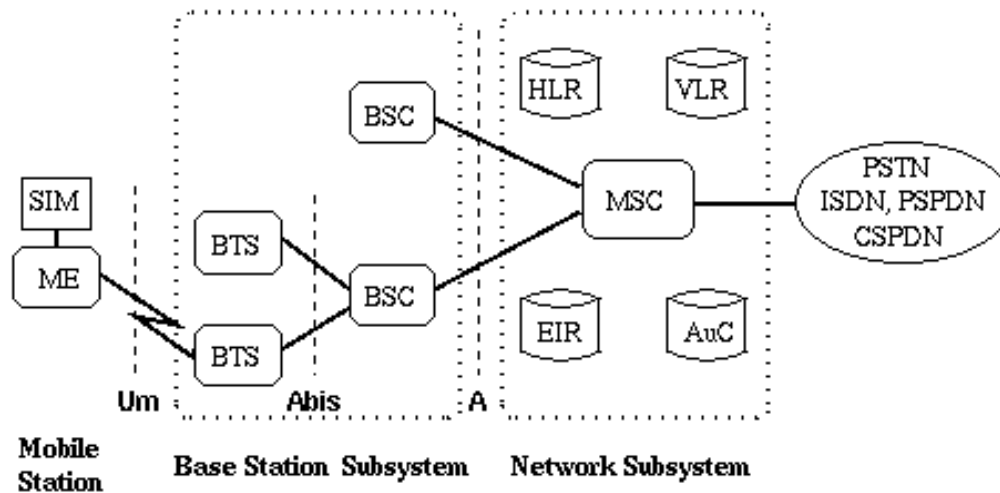 HLR
VLR
BSC
PSTN
ISDN, PSPDN
CSPDN
SIM
MSC
BTS
ME
BSC
EIR
AuC
BTS
Um
Abis
A
Mobile
Station
Base Station Subsystem
Network Subsystem